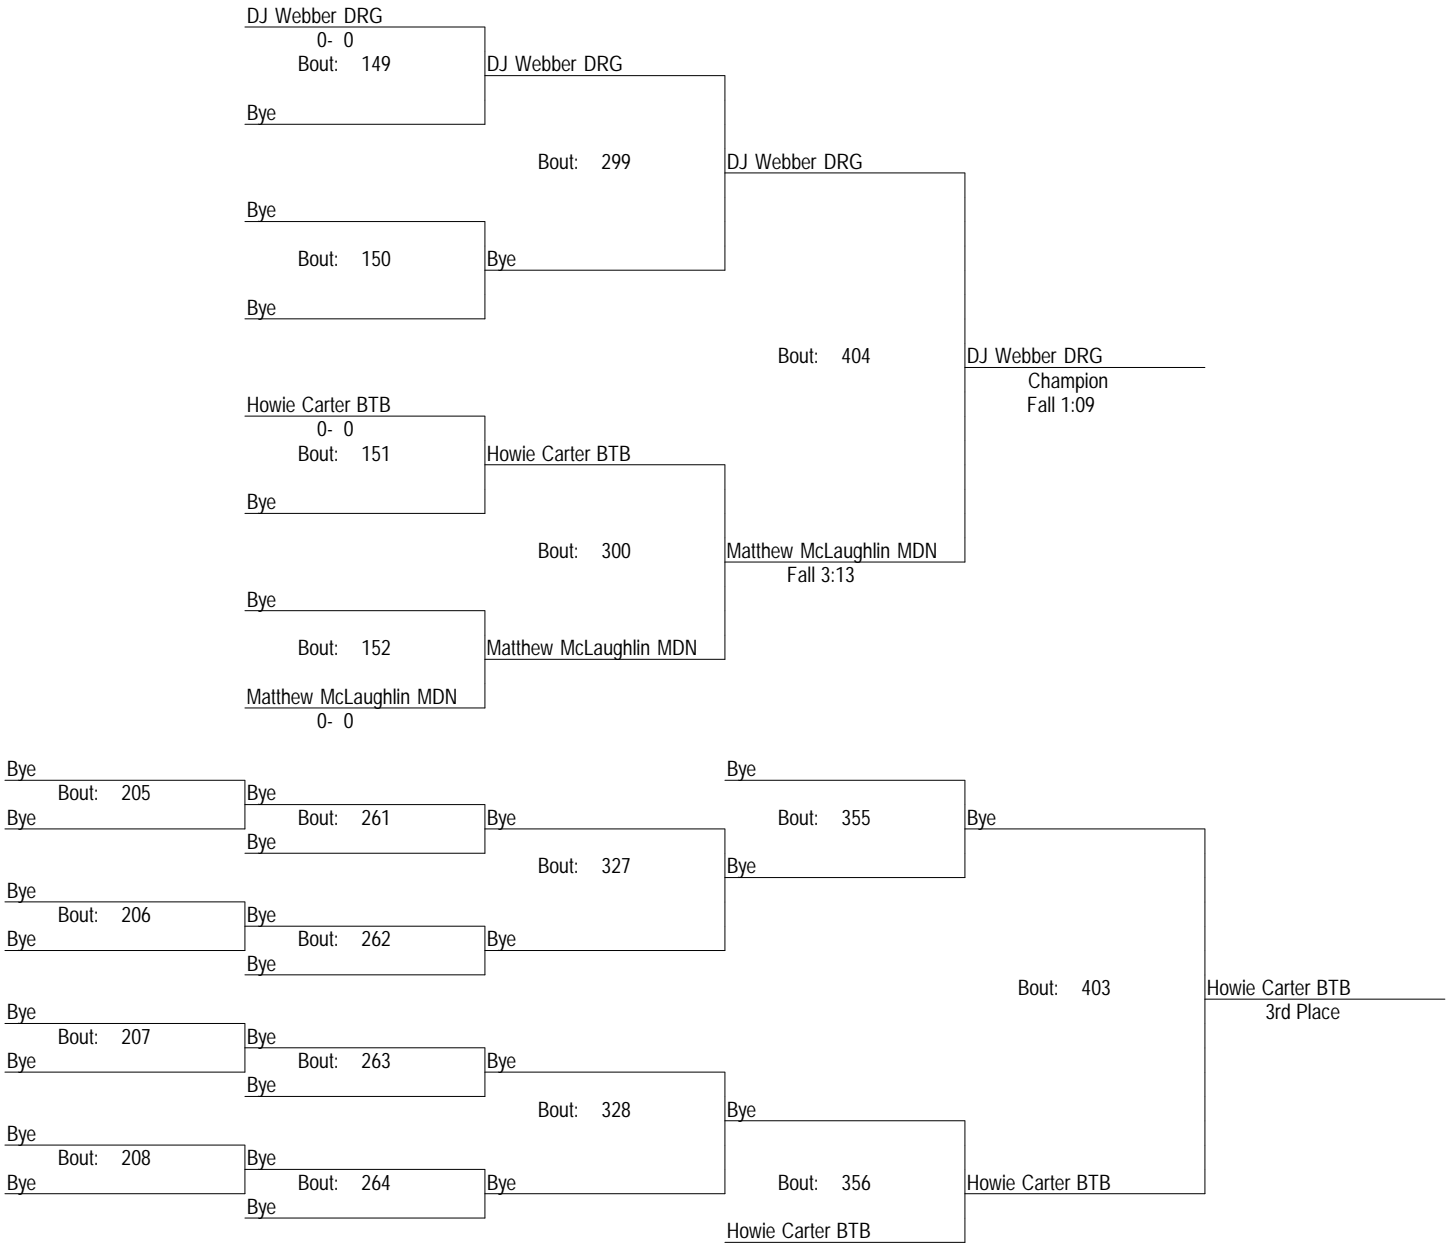 DJ Webber DRG
0- 0
Bout: 149
DJ Webber DRG
Bye
Bout: 299
DJ Webber DRG
Bye
Bout: 150
Bye
Bye
Bout: 404
DJ Webber DRG
Champion
Fall 1:09
Howie Carter BTB
0- 0
Bout: 151
Howie Carter BTB
Bye
Bout: 300
Matthew McLaughlin MDN
Fall 3:13
Bye
Bout: 152
Matthew McLaughlin MDN
Matthew McLaughlin MDN
0- 0
Bye
Bye
Bout: 205
Bye
Bye
Bout: 261
Bye
Bout: 355
Bye
Bye
Bout: 327
Bye
Bye
Bout: 206
Bye
Bye
Bout: 262
Bye
Bye
Bout: 403
Howie Carter BTB
3rd Place
Bye
Bout: 207
Bye
Bye
Bout: 263
Bye
Bye
Bout: 328
Bye
Bye
Bout: 208
Bye
Bye
Bout: 264
Bye
Bout: 356
Howie Carter BTB
Bye
Howie Carter BTB